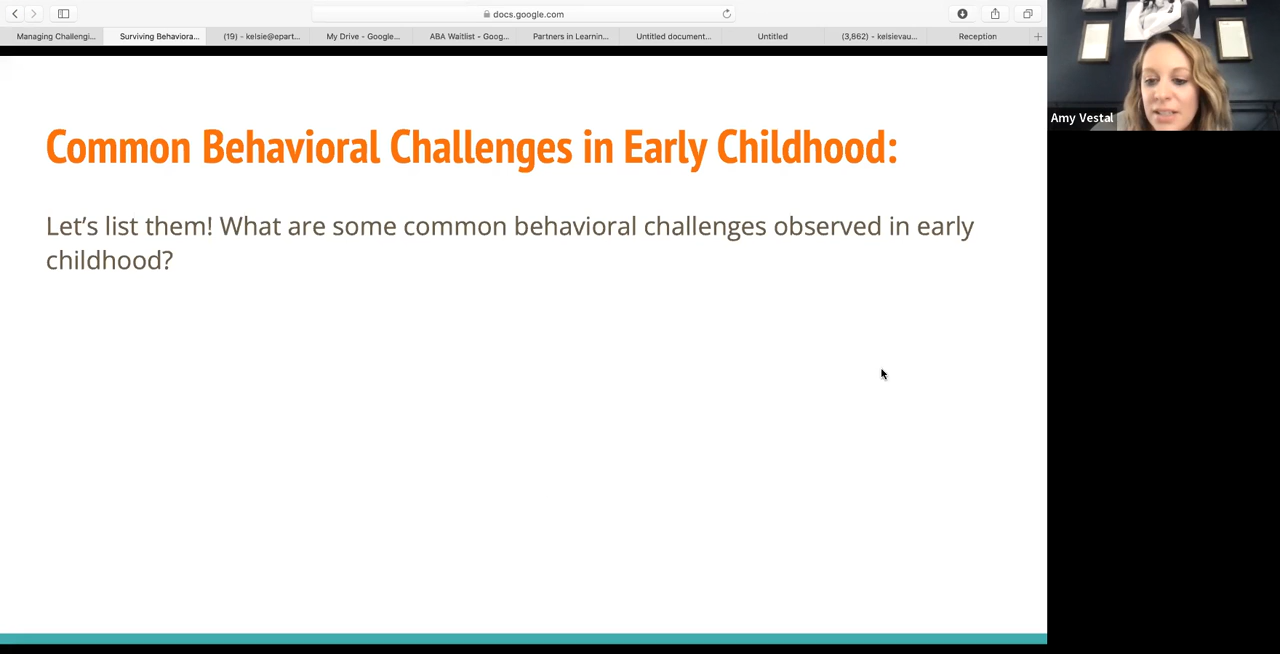 docs.google.com
Managing Challengi...
Surviving Behaviora...
(19) - kelsie@epart...
My Drive - Google...
ABA Waitlist - Goog...
Partners in Learnin...
Untitled document...
Untitled
(3,862) - kelsievau...
Reception
Amy Vestal
Common Behavioral Challenges in Early Childhood:
Let’s list them! What are some common behavioral challenges observed in early
childhood?